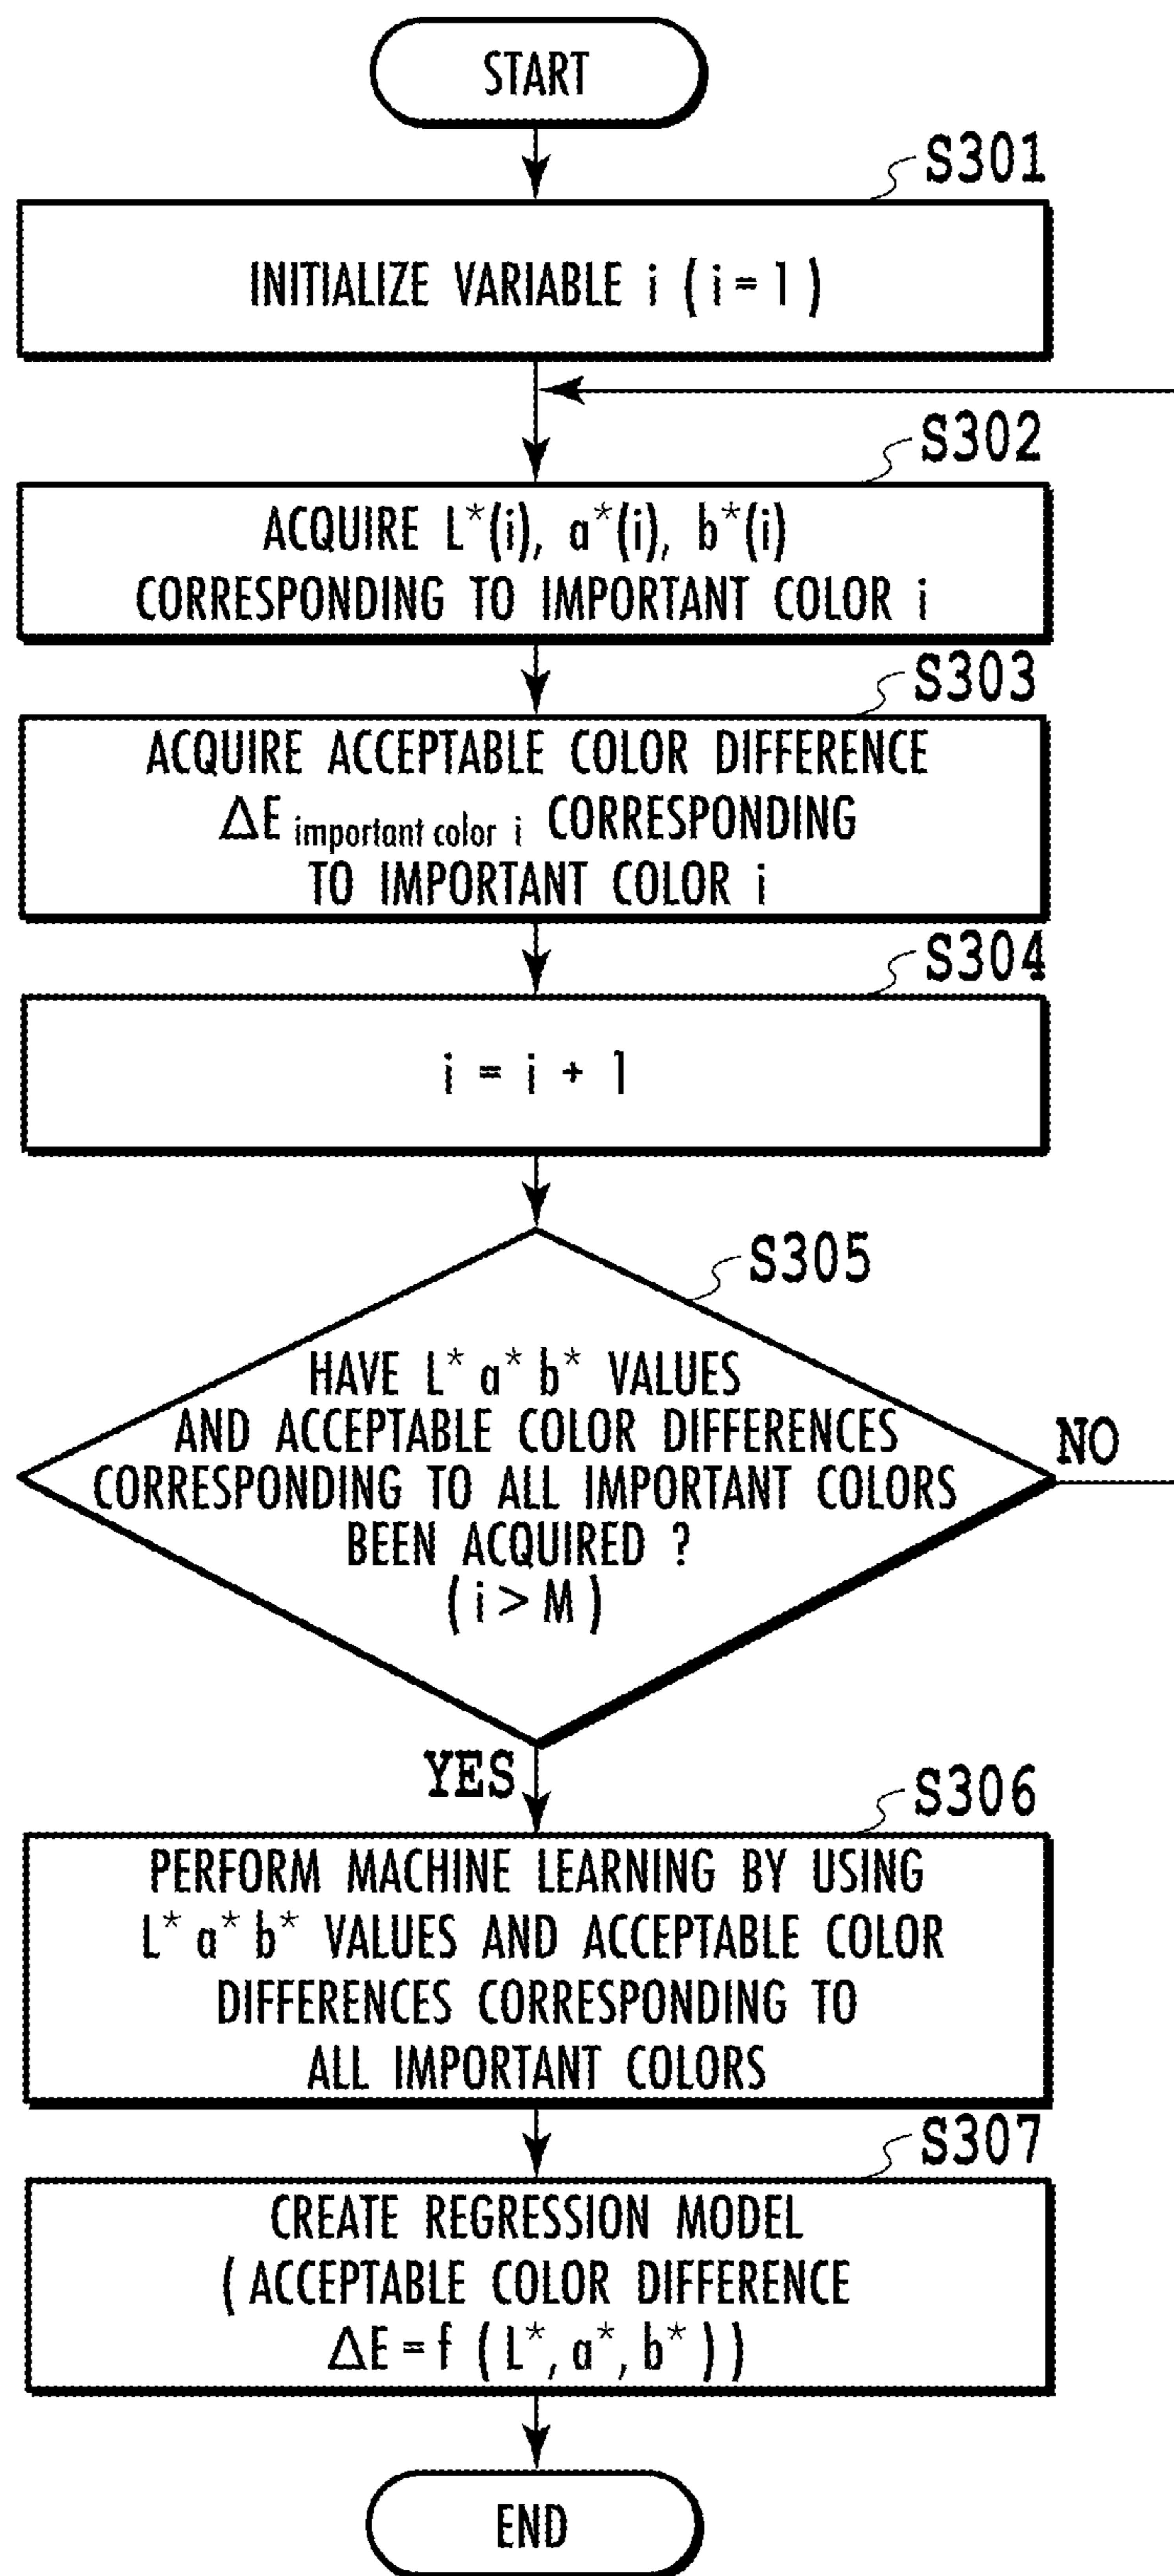 START
S301
INITIALIZE VARIABLE i ( i = 1 )
S302
ACQUIRE L*(i), a*(i), b*(i)
CORRESPONDING TO IMPORTANT COLOR i
S303
ACQUIRE ACCEPTABLE COLOR DIFFERENCE
ΔE important color i CORRESPONDING
TO IMPORTANT COLOR i
S304
i = i + 1
S305
HAVE L* a* b* VALUES
AND ACCEPTABLE COLOR DIFFERENCES
CORRESPONDING TO ALL IMPORTANT COLORS
BEEN ACQUIRED ?
( i > M )
NO
YES
S306
PERFORM MACHINE LEARNING BY USING
L* a* b* VALUES AND ACCEPTABLE COLOR
DIFFERENCES CORRESPONDING TO
ALL IMPORTANT COLORS
S307
CREATE REGRESSION MODEL
( ACCEPTABLE COLOR DIFFERENCE
ΔE = f ( L*, a*, b* ) )
END